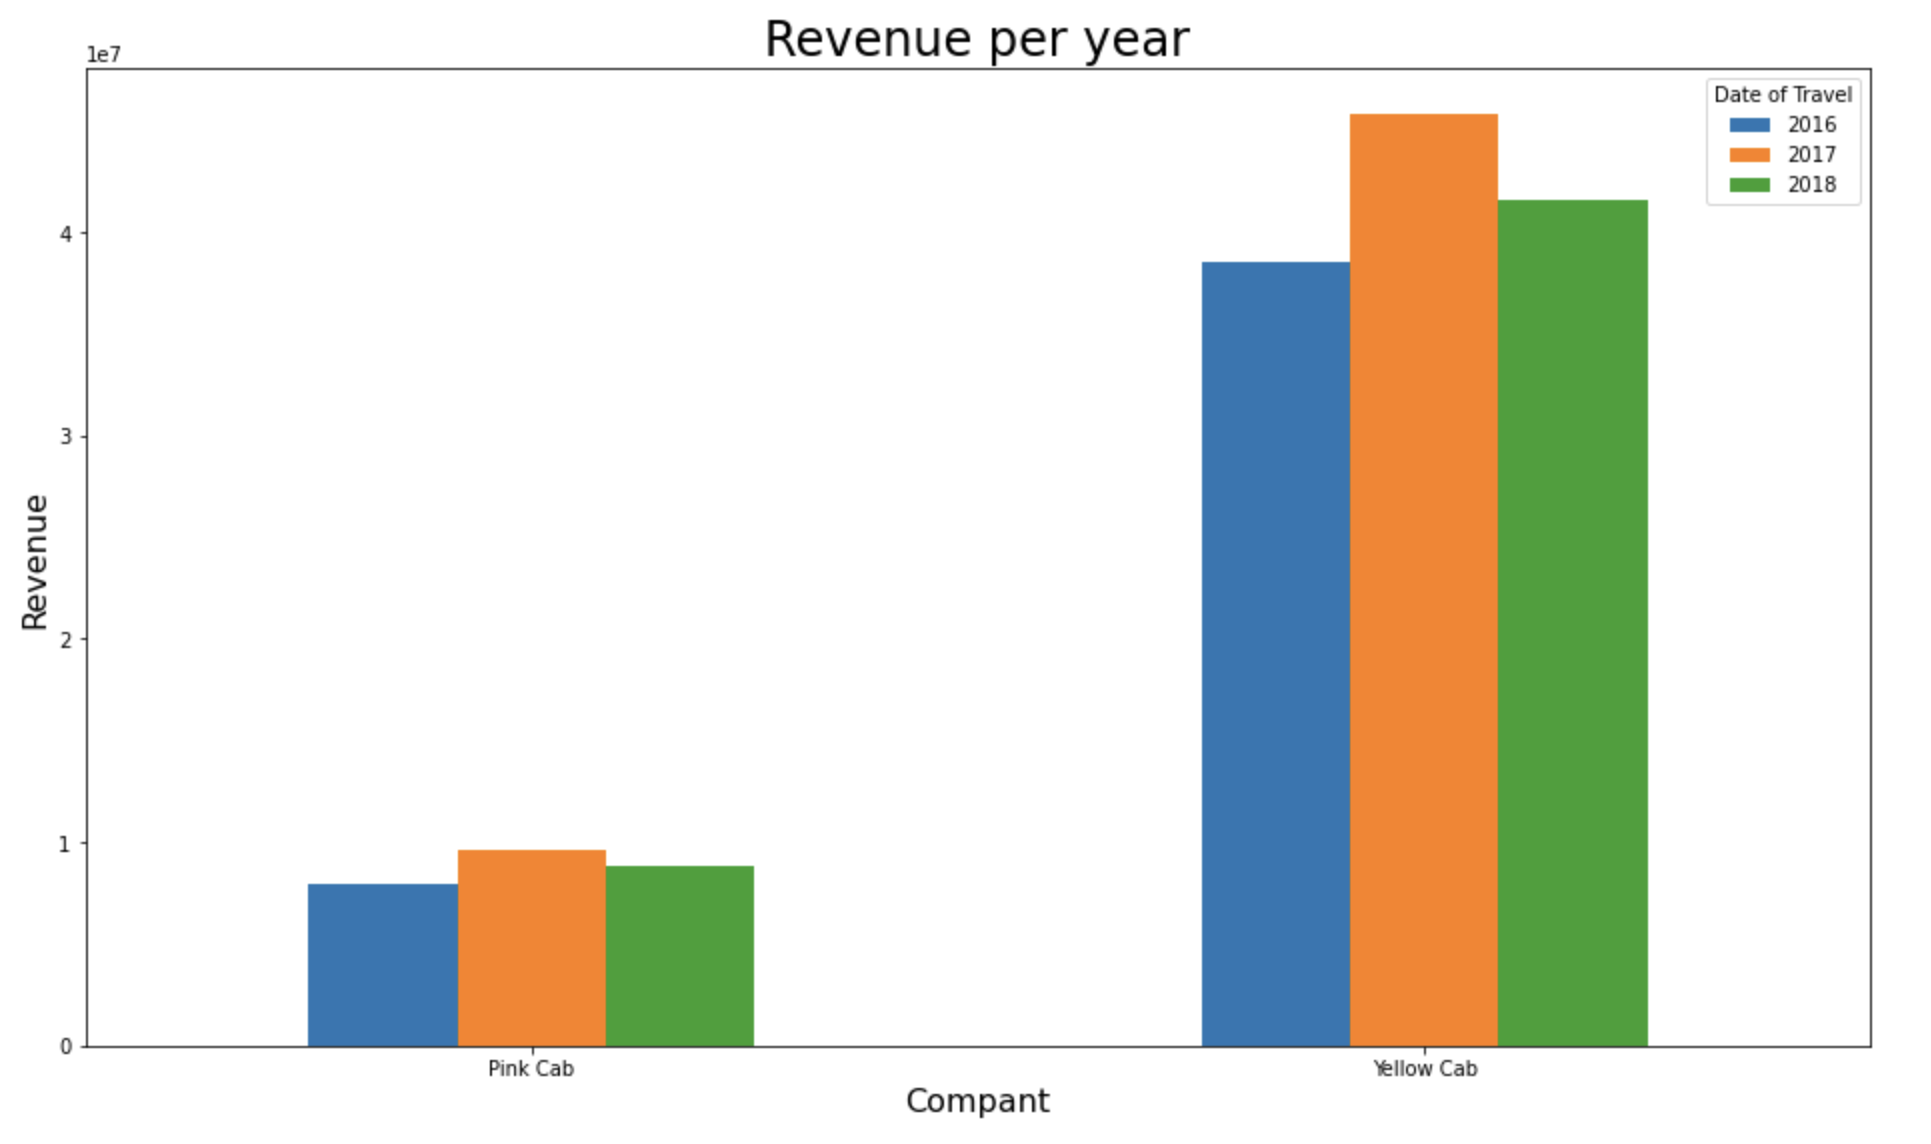 Revenue per year
1e7
Date of Travel
2016
2017
2018
4
3
2
1
0
Revenue
Pink Cab
Yellow Cab
Compant